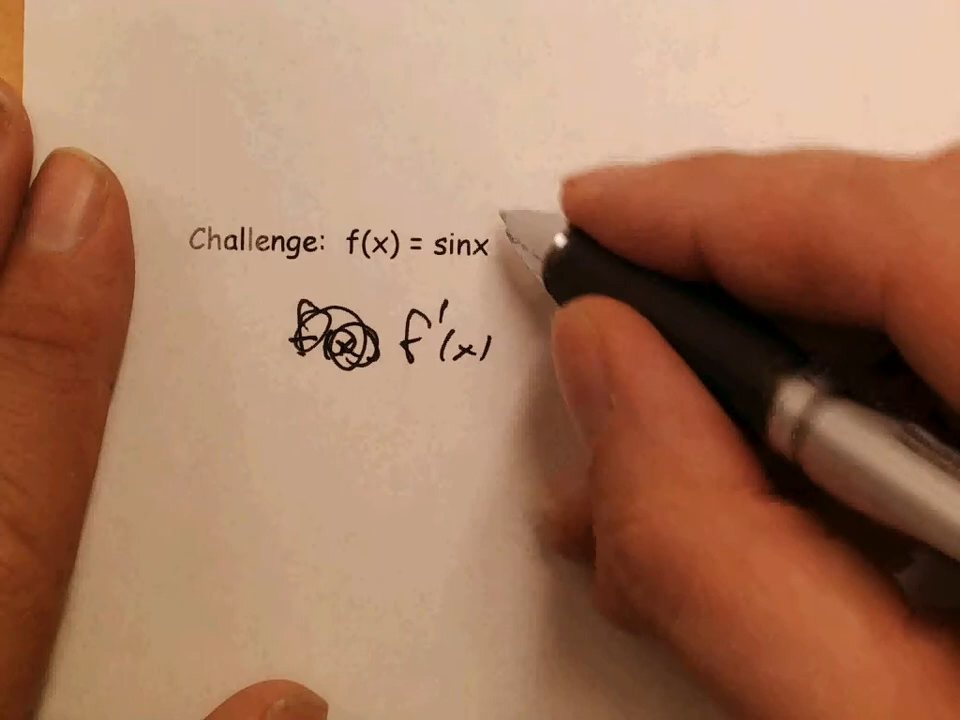 Challenge: f(x) = sinx
f'(x)